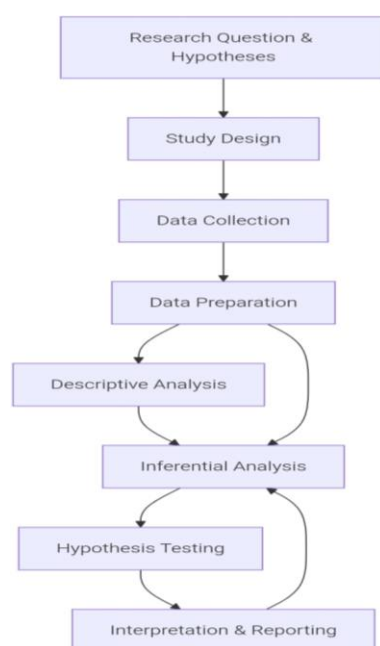 Research Question &
Hypotheses
Study Design
Data Collection
Data Preparation
Descriptive Analysis
Inferential Analysis
Hypothesis Testing
Interpretation & Reporting